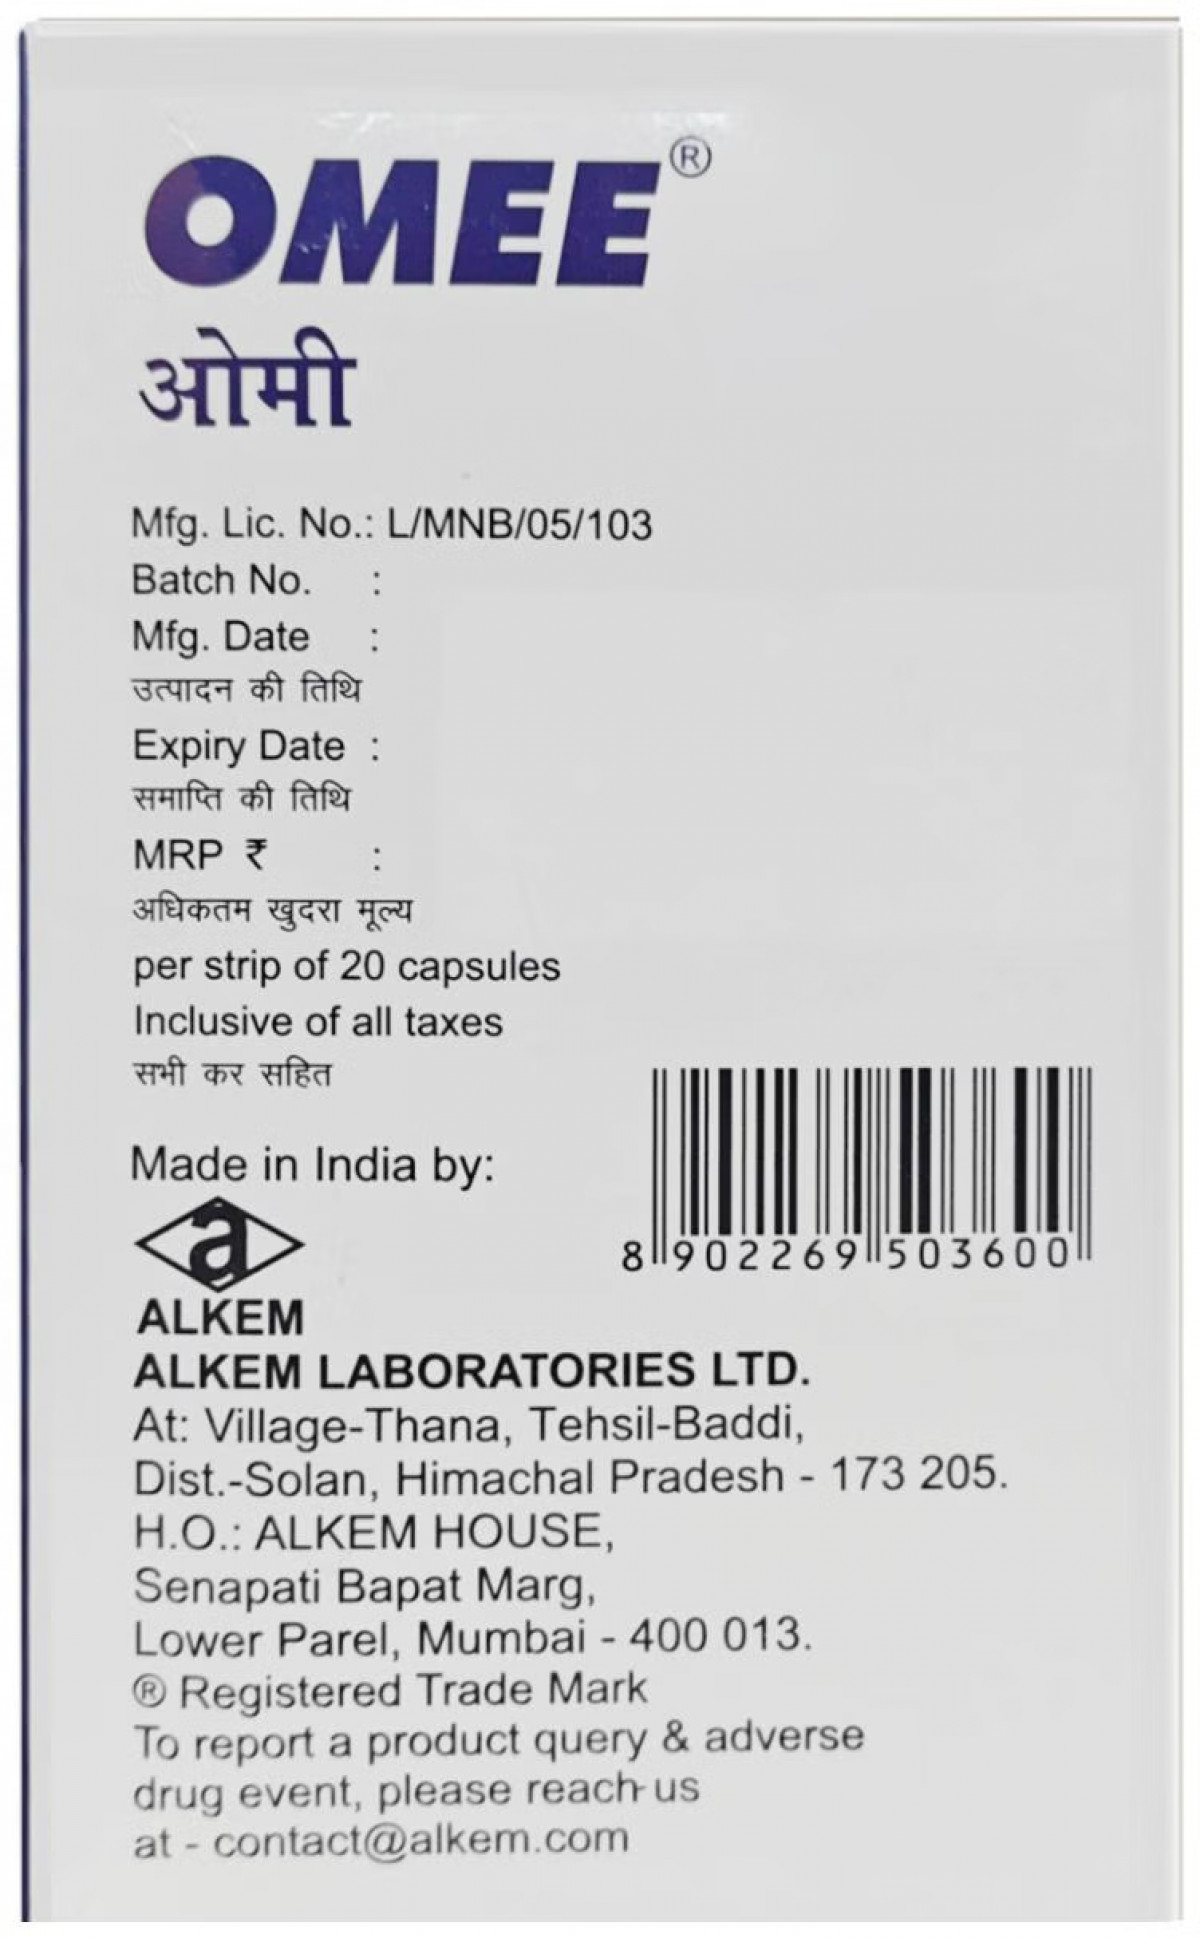 OMEE®
ओमी
Mfg. Lic. No.: L/MNB/05/103
Batch No. :
Mfg. Date :
उत्पादन की तिथि
Expiry Date :
समाप्ति की तिथि
MRP ₹ :
अधिकतम खुदरा मूल्य
per strip of 20 capsules
Inclusive of all taxes
सभी कर सहित
Made in India by:
a
ALKEM
8 902269 503600
ALKEM LABORATORIES LTD.
At: Village-Thana, Tehsil-Baddi,
Dist.-Solan, Himachal Pradesh - 173 205.
H.O.: ALKEM HOUSE,
Senapati Bapat Marg,
Lower Parel, Mumbai - 400 013.
® Registered Trade Mark
To report a product query & adverse
drug event, please reach us
at - contact@alkem.com